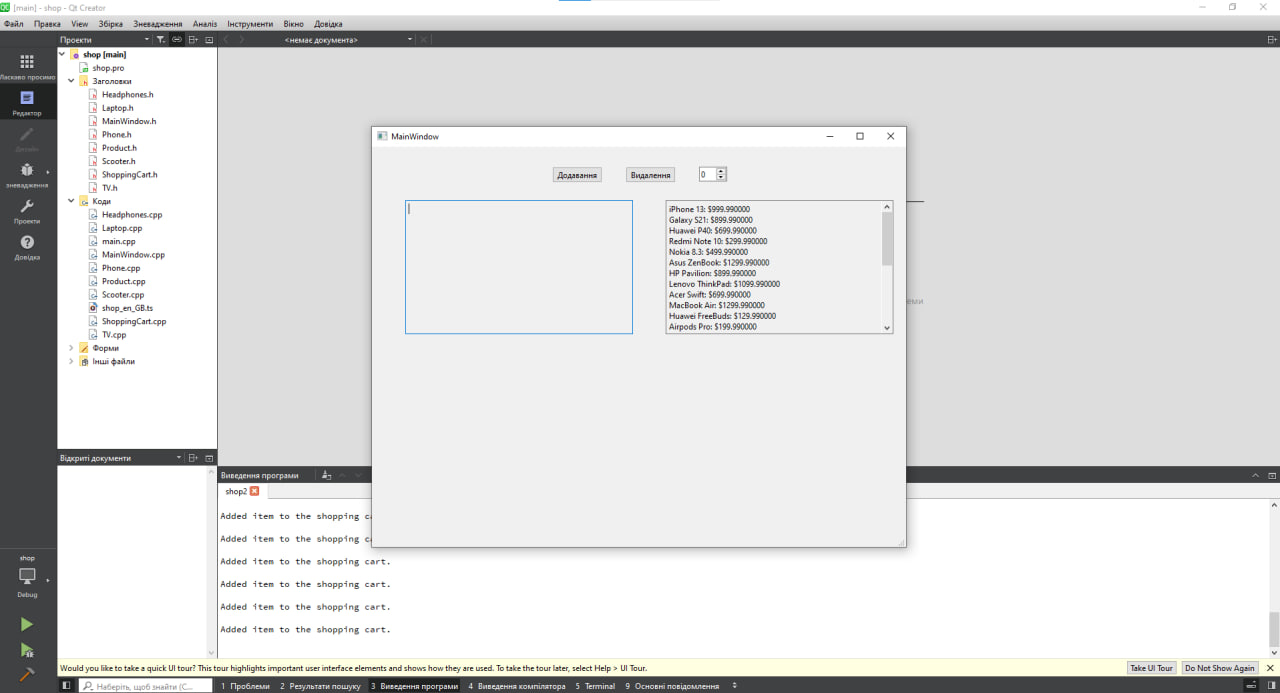 [main] - shop - Qt Creator
Файл Правка View Збірка Зневадження Аналіз Інструменти Вікно Довідка
Проекти
<немає документа>
Ласкаво просимо
Редактор
Дизайн
зневадження
Проекти
Довідка
shop [main]
shop.pro
Заголовки
Headphones.h
Laptop.h
MainWindow.h
Phone.h
Product.h
Scooter.h
ShoppingCart.h
TV.h
Коди
Headphones.cpp
Laptop.cpp
main.cpp
MainWindow.cpp
Phone.cpp
Product.cpp
Scooter.cpp
shop_en_GB.ts
ShoppingCart.cpp
TV.cpp
Форми
Інші файли
MainWindow
Додавання Видалення 0
iPhone 13: $999.990000
Galaxy S21: $899.990000
Huawei P40: $699.990000
Redmi Note 10: $299.990000
Nokia 8.3: $499.990000
Asus ZenBook: $1299.990000
HP Pavilion: $899.990000
Lenovo ThinkPad: $1099.990000
Acer Swift: $699.990000
MacBook Air: $1299.990000
Huawei FreeBuds: $129.990000
Airpods Pro: $199.990000
еми
Відкриті документи
Виведення програми
shop2
Added item to the shopping ca
Added item to the shopping ca
Added item to the shopping cart.
Added item to the shopping cart.
Added item to the shopping cart.
Added item to the shopping cart.
shop
Debug
Would you like to take a quick UI tour? This tour highlights important user interface elements and shows how they are used. To take the tour later, select Help > UI Tour.
Take UI Tour Do Not Show Again
Наберіть, щоб знайти (C...
1 Проблеми 2 Результати пошуку 3 Виведення програми 4 Виведення компілятора 5 Terminal 9 Основні повідомлення